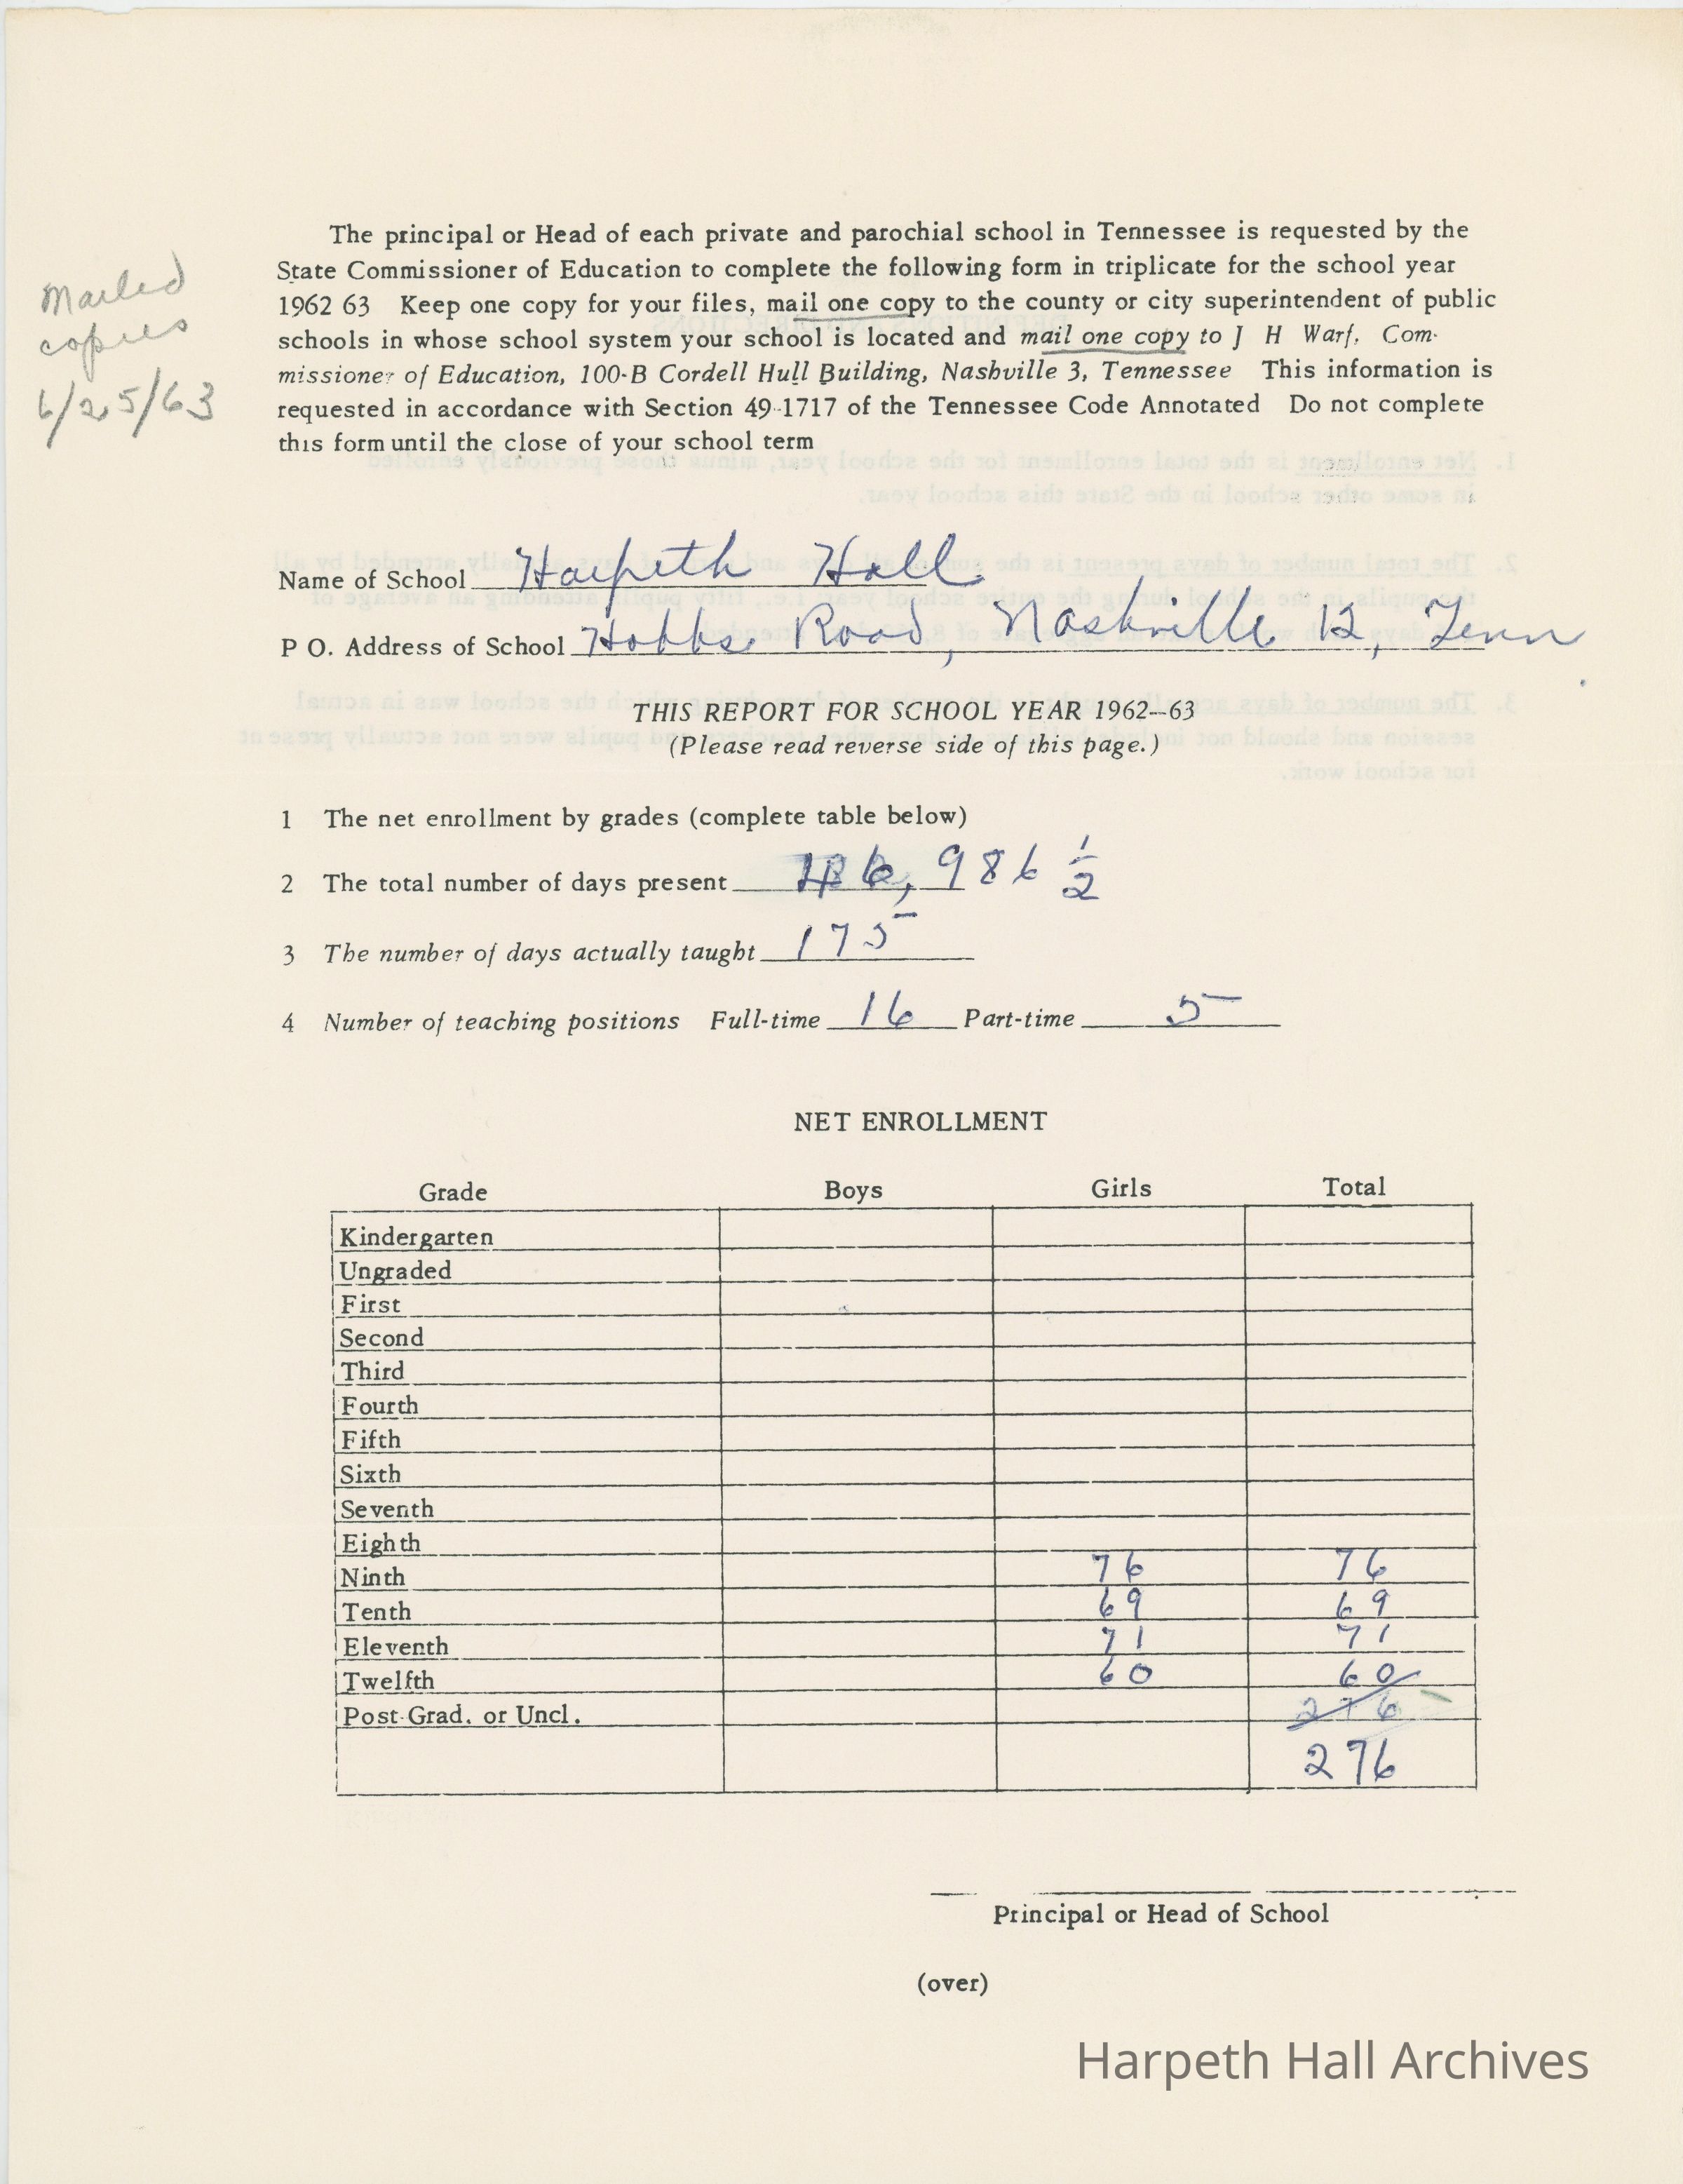 The principal or Head of each private and parochial school in Tennessee is requested by the
State Commissioner of Education to complete the following form in triplicate for the school year
1962 63 Keep one copy for your files, mail one copy to the county or city superintendent of public
schools in whose school system your school is located and mail one copy to J H Warf, Com-
missioner of Education, 100-B Cordell Hull Building, Nashville 3, Tennessee This information is
requested in accordance with Section 49-1717 of the Tennessee Code Annotated Do not complete
this form until the close of your school term
Mailed
copies
6/25/63
Name of School Harpeth Hall
P O. Address of School Hobbs Road, Nashville 12, Tenn
THIS REPORT FOR SCHOOL YEAR 1962-63
(Please read reverse side of this page.)
1 The net enrollment by grades (complete table below)
2 The total number of days present 46,986 1/2
3 The number of days actually taught 175
4 Number of teaching positions Full-time 16 Part-time 5
NET ENROLLMENT
Grade Boys Girls Total
Kindergarten
Ungraded
First
Second
Third
Fourth
Fifth
Sixth
Seventh
Eighth
Ninth 76 76
Tenth 69 69
Eleventh 71 71
Twelfth 60 60
Post-Grad. or Uncl. 276
276
Principal or Head of School
(over)
Harpeth Hall Archives